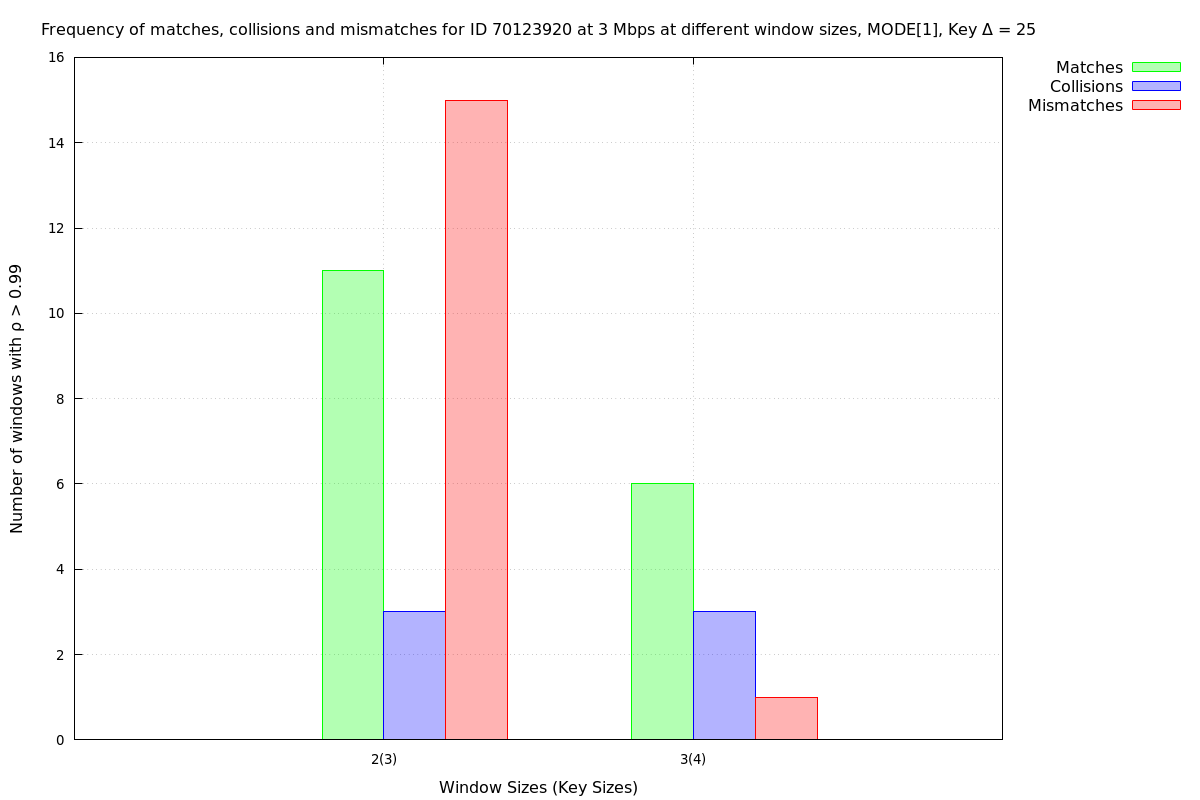 Frequency of matches, collisions and mismatches for ID 70123920 at 3 Mbps at different window sizes, MODE[1], Key Δ = 25
Matches
Collisions
Mismatches
Number of windows with ρ > 0.99
16
14
12
10
8
6
4
2
0
2(3) 3(4)
Window Sizes (Key Sizes)